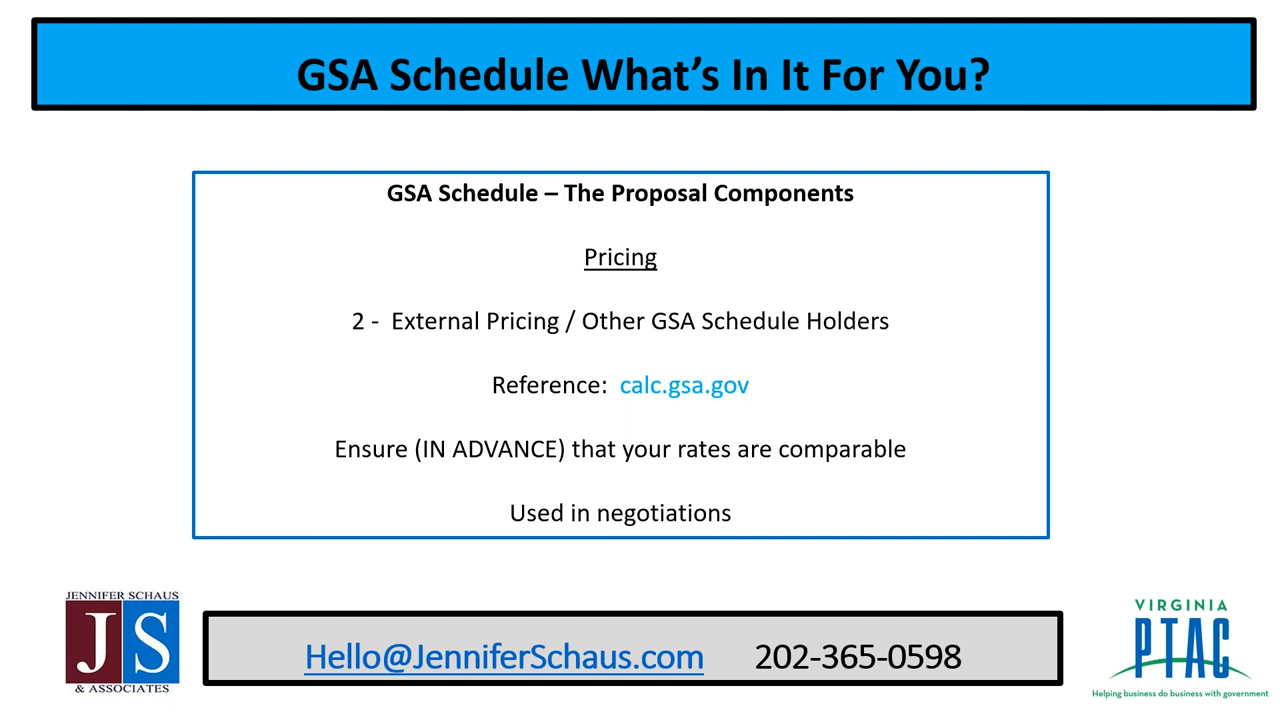 GSA Schedule What’s In It For You?
GSA Schedule – The Proposal Components
Pricing
2 -  External Pricing / Other GSA Schedule Holders
Reference:  calc.gsa.gov
Ensure (IN ADVANCE) that your rates are comparable
Used in negotiations
JENNIFER SCHAUS
JS
& ASSOCIATES
Hello@JenniferSchaus.com 202-365-0598
VIRGINIA
PTAC
Helping business do business with government